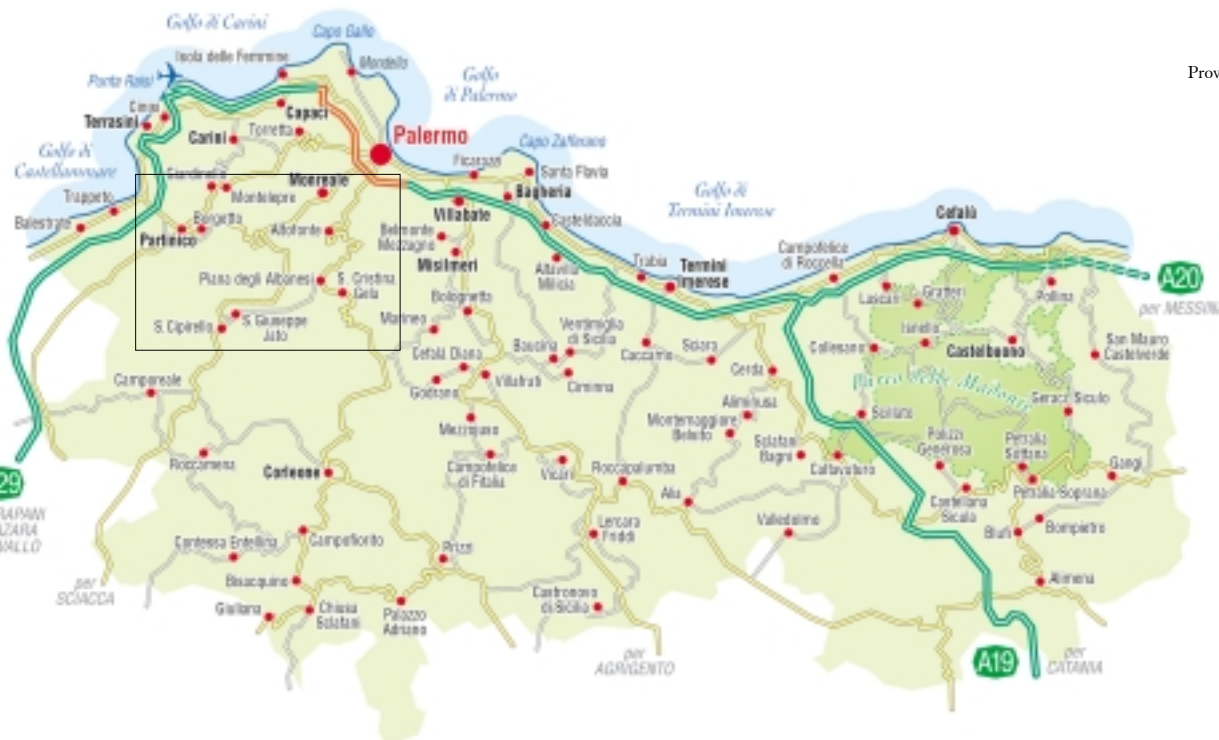 Golfo di Carini
Capo Gallo
Isola delle Femmine
Mondello
Prov
Punta Raisi
Golfo
di Palermo
Cinisi
Terrasini
Capaci
Carini
Torretta
Palermo
Capo Zafferano
Golfo di
Castellammare
Ficarazzi
Santa Flavia
Giardinello
Monreale
Bagheria
Trappeto
Montelepre
Golfo di
Termini Imerese
Balestrate
Borgetta
Partinico
Altofonte
Villabate
Casteldaccia
Cefalù
Belmonte
Mezzagno
Misilmeri
Altavilla
Milicia
Trabia
Termini
Imerese
Campofelice
di Roccella
A20
per MESSINA
Piana degli Albanesi
S. Cristina
Gela
Bolognetta
Lascari
Gratteri
Pollina
S. Cipirello
S. Giuseppe
Jato
Marineo
Ventimiglia
di Sicilia
Baucina
Caccamo
Sciara
Collesano
Isnello
Castelbuono
San Mauro
Castelverde
Cefalà Diana
Villafrati
Ciminna
Cerda
Parco delle Madonie
Camporeale
Godrano
Aliminusa
Montemaggiore
Belsito
Scillato
Geraci Siculo
Mezzojuso
Sclafani
Bagni
Caltavuturo
Polizzi
Generosa
Petralia
Sottana
Gangi
Roccamena
Corleone
Campofelice
di Fitalia
Vicari
Roccapalumba
Alia
Petralia Soprana
Castellana
Sicula
29
RAPANI
AZARA
VALLO
Lercara
Friddi
Valledolmo
Blufi
Bompietro
Contessa Entellina
Campofiorito
Prizzi
per
SCIACCA
Bisacquino
Alimena
Giuliana
Chiusa
Sclafani
Palazzo
Adriano
Castronovo
di Sicilia
per
AGRIGENTO
A19
per
CATANIA